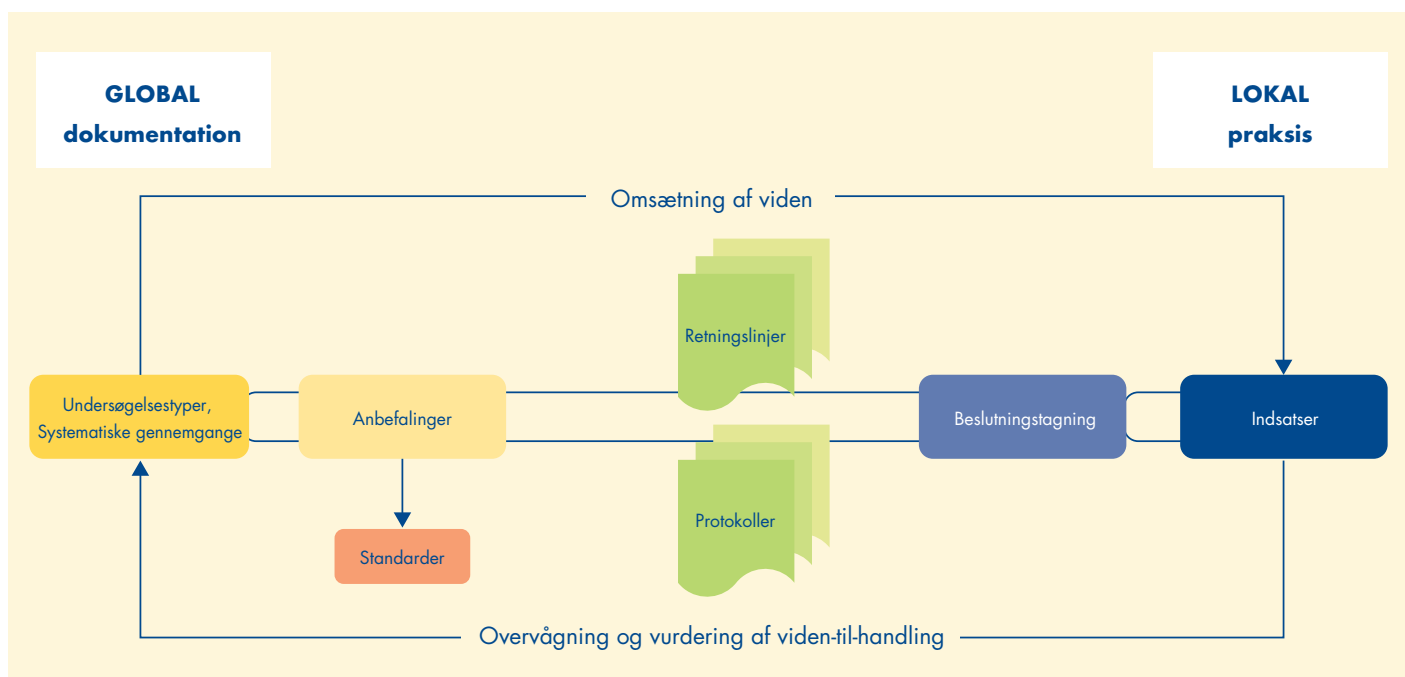 GLOBAL
dokumentation
LOKAL
praksis
Omsætning af viden
Retningslinjer
Undersøgelsestyper,
Systematiske gennemgange
Anbefalinger
Beslutningstagning
Indsatser
Protokoller
Standarder
Overvågning og vurdering af viden-til-handling